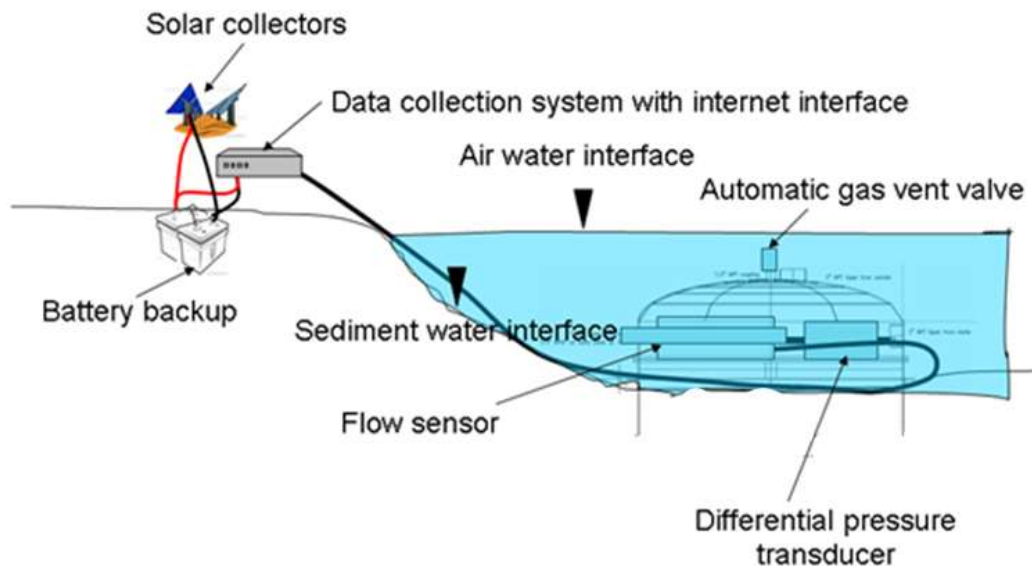 Solar collectors
Data collection system with internet interface
Air water interface
Automatic gas vent valve
Battery backup
Sediment water interface
Flow sensor
Differential pressure
transducer